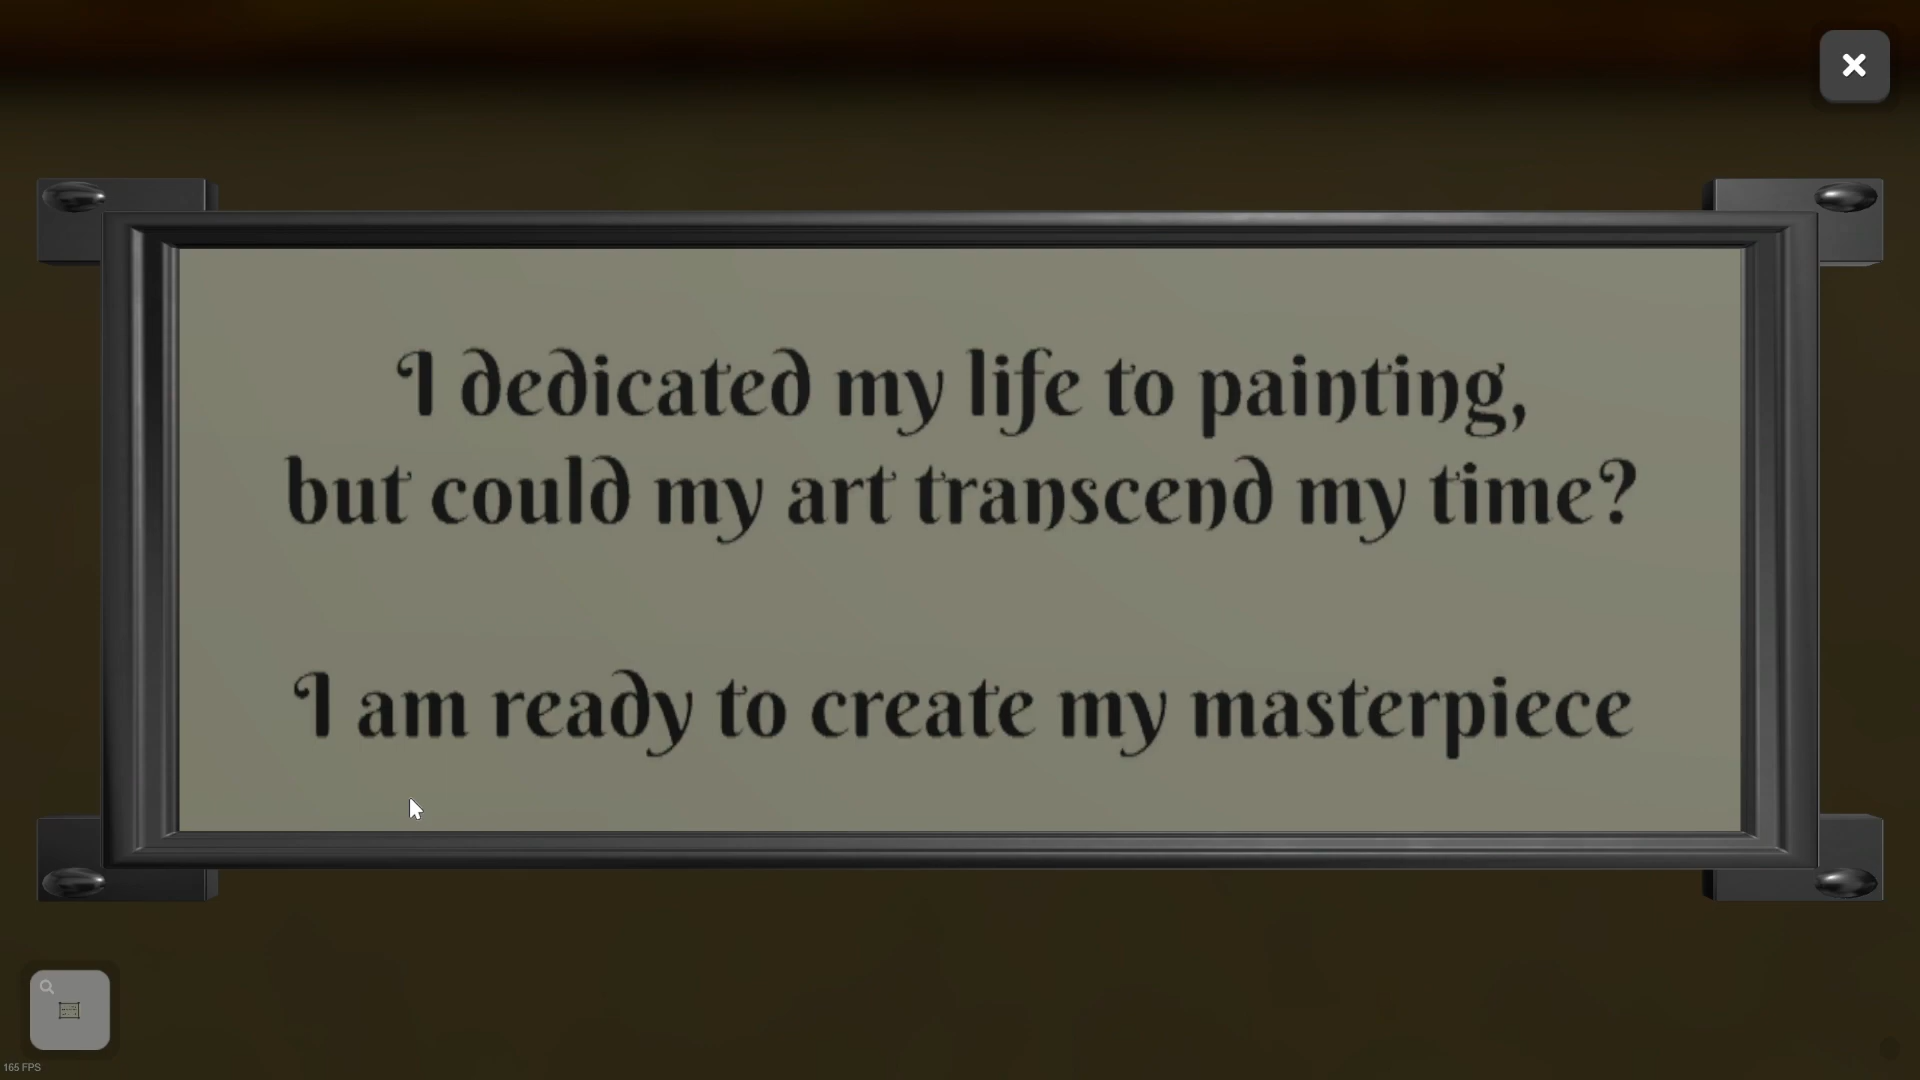 I dedicated my life to painting,
but could my art transcend my time?
I am ready to create my masterpiece
165 FPS